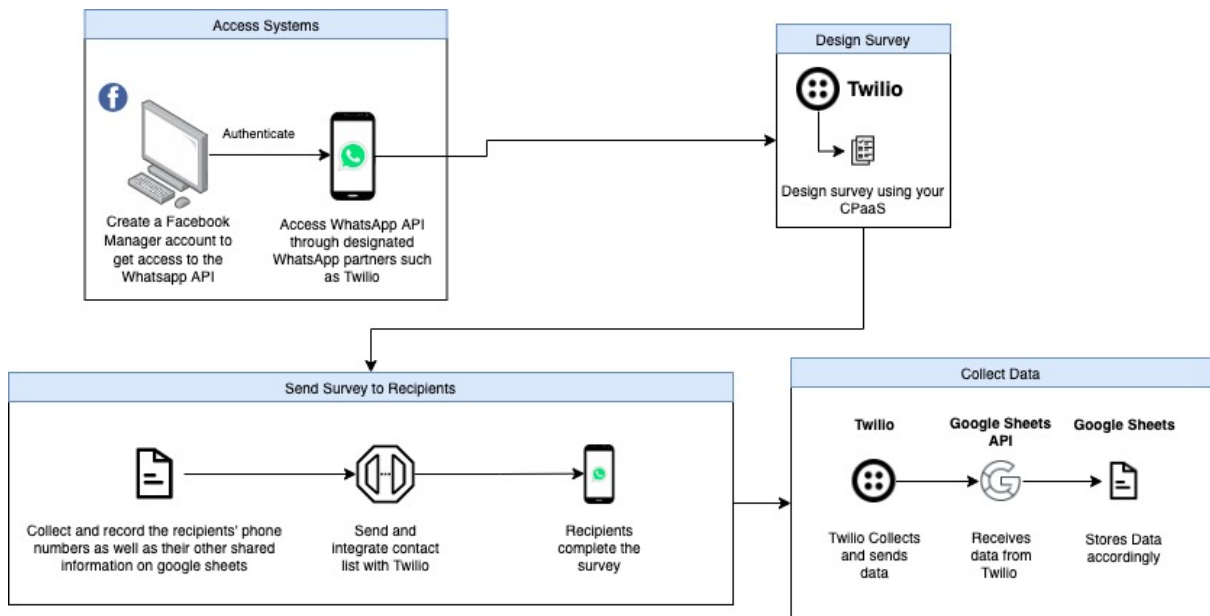 Access Systems
Authenticate
Create a Facebook
Manager account to
get access to the
Whatsapp API
Access WhatsApp API
through designated
WhatsApp partners such
as Twilio
Design Survey
Twilio
Design survey using your
CPaaS
Send Survey to Recipients
Collect and record the recipients' phone
numbers as well as their other shared
information on google sheets
Send and
integrate contact
list with Twilio
Recipients
complete the
survey
Collect Data
Twilio
Google Sheets
API
Google Sheets
Twilio Collects
and sends
data
Receives
data from
Twilio
Stores Data
accordingly